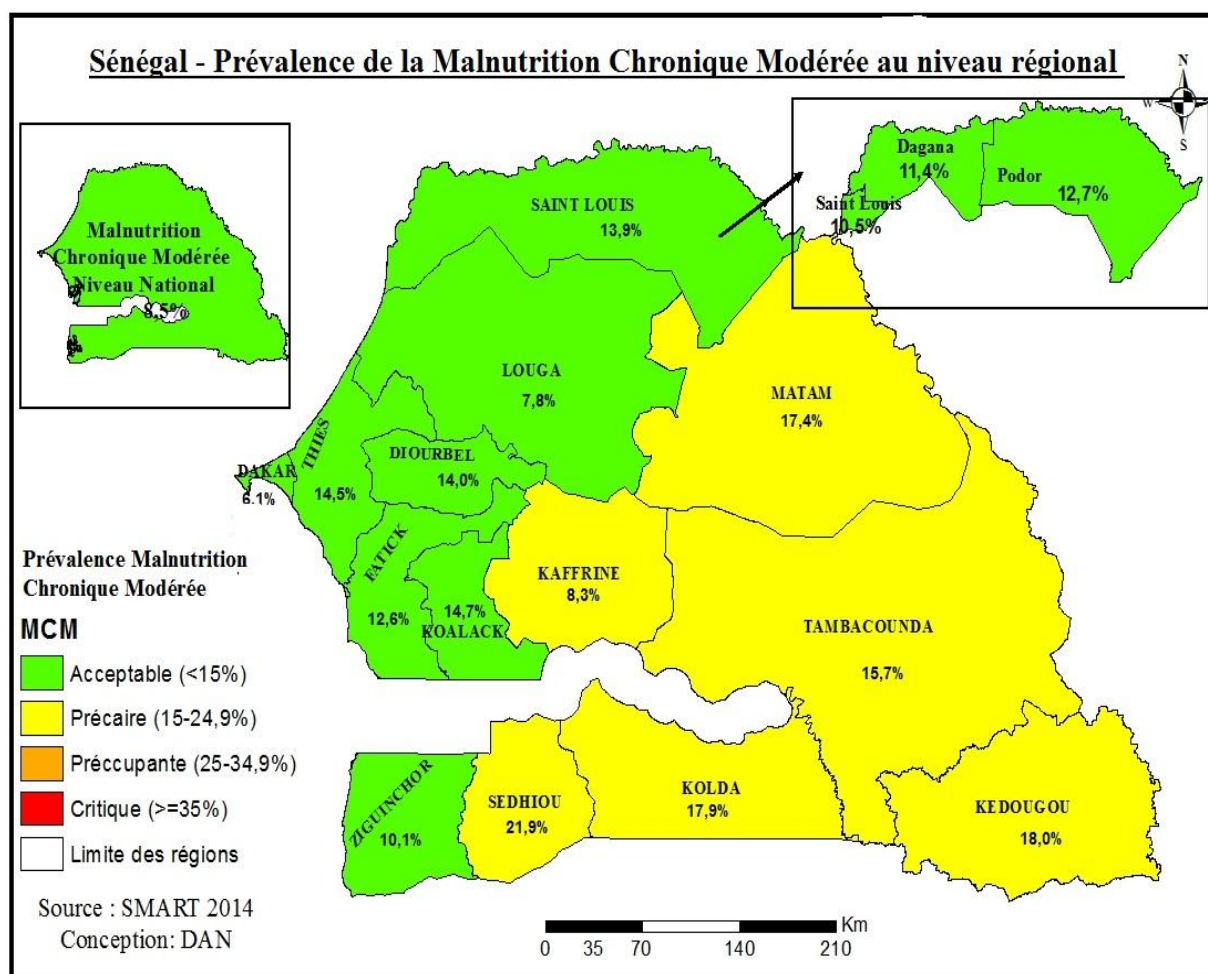 Sénégal - Prévalence de la Malnutrition Chronique Modérée au niveau régional
N
W
S
Malnutrition
Chronique Modérée
Niveau National
8.5%
Dagana
11,4%
Podor
12,7%
Saint Louis
10,5%
SAINT LOUIS
13,9%
LOUGA
7,8%
MATAM
17,4%
THIES
14,5%
DIOURBEL
14,0%
DAKAR
6.1%
FATICK
12,6%
14,7%
KOALACK
KAFFRINE
8,3%
TAMBACOUNDA
15,7%
ZIGUINCHOR
10,1%
SEDHIOU
21,9%
KOLDA
17,9%
KEDOUGOU
18,0%
Prévalence Malnutrition
Chronique Modérée
MCM
Acceptable (<15%)
Précaire (15-24,9%)
Préccupante (25-34,9%)
Critique (>=35%)
Limite des régions
Source : SMART 2014
Conception: DAN
Km
0 35 70 140 210